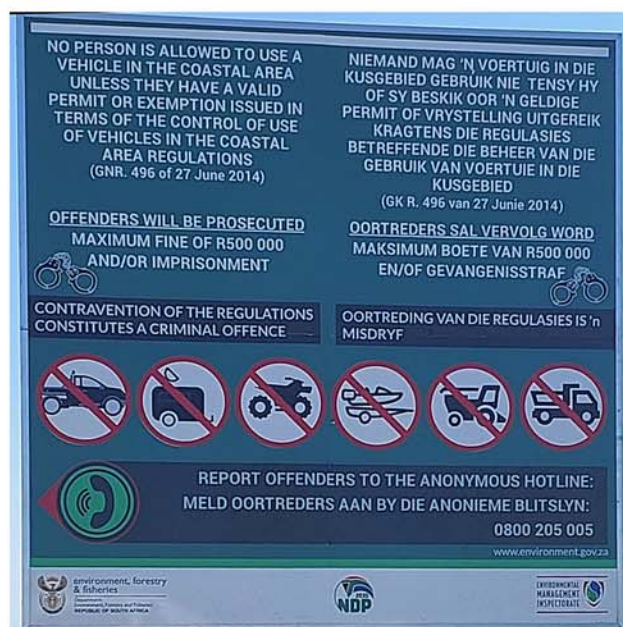 NO PERSON IS ALLOWED TO USE A
VEHICLE IN THE COASTAL AREA
UNLESS THEY HAVE A VALID
PERMIT OR EXEMPTION ISSUED IN
TERMS OF THE CONTROL OF USE
OF VEHICLES IN THE COASTAL
AREA REGULATIONS
(GNR. 496 of 27 June 2014)
OFFENDERS WILL BE PROSECUTED
MAXIMUM FINE OF R500 000
AND/OR IMPRISONMENT
CONTRAVENTION OF THE REGULATIONS
CONSTITUTES A CRIMINAL OFFENCE
NIEMAND MAG 'N VOERTUIG IN DIE
KUSGEBIED GEBRUIK NIE TENSY HY
OF SY BESKIK OOR 'N GELDIGE
PERMIT OF VRYSTELLING UITGEREIK
KRAGTENS DIE REGULASIES
BETREFFENDE DIE BEHEER VAN DIE
GEBRUIK VAN VOERTUIE IN DIE
KUSGEBIED
(GK R. 496 van 27 Junie 2014)
OORTREDERS SAL VERVOLG WORD
MAKSIMUM BOETE VAN R500 000
EN/OF GEVANGENISSTRAF
OORTREDING VAN DIE REGULASIES IS 'n
MISDRYF
REPORT OFFENDERS TO THE ANONYMOUS HOTLINE:
MELD OORTREDERS AAN BY DIE ANONIEME BLITSLYN:
0800 205 005
www.environment.gov.za
environment, forestry
& fisheries
Department:
Environment, Forestry and Fisheries
REPUBLIC OF SOUTH AFRICA
NDP
ENVIRONMENTAL
MANAGEMENT
INSPECTORATE